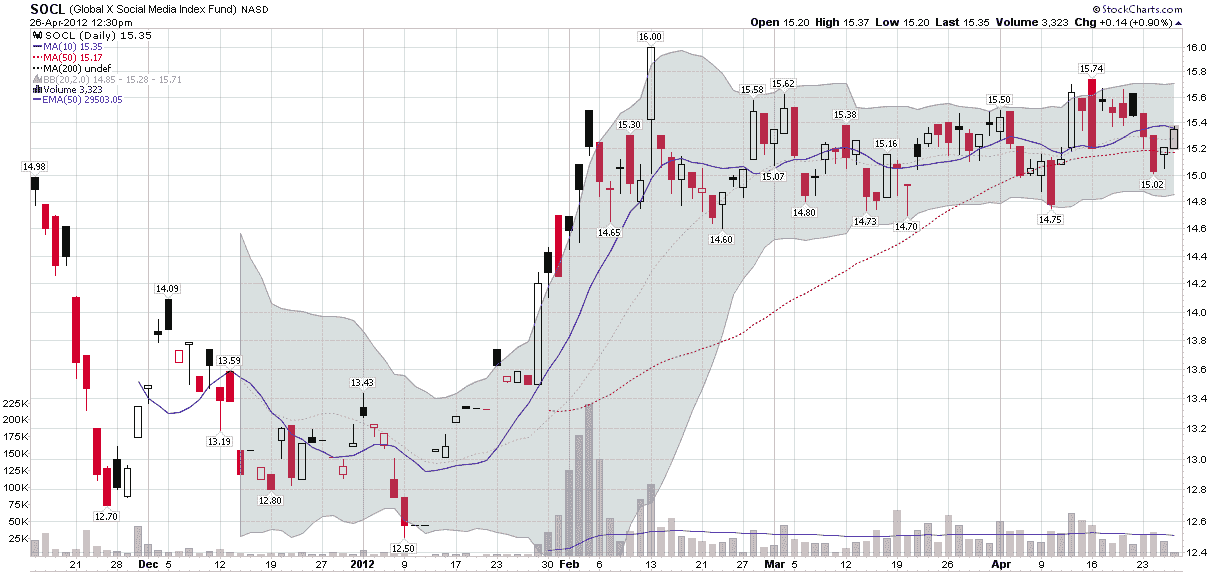 SOCL (Global X Social Media Index Fund) NASD
© StockCharts.com
26-Apr-2012 12:30pm
Open 15.20 High 15.37 Low 15.20 Last 15.35 Volume 3,323 Chg +0.14 (+0.90%)
SOCL (Daily) 15.35
MA(10) 15.35
MA(50) 15.17
MA(200) undef
BB(20,2.0) 14.85 - 15.28 - 15.71
Volume 3,323
EMA(50) 29503.05
16.00
15.74
15.58 15.62
15.50
15.38
15.30
15.16
14.98
15.07
15.02
14.80
14.75
14.73
14.70
14.65
14.60
14.09
13.59
13.43
13.19
12.80
12.70
12.50
16.0
15.8
15.6
15.4
15.2
15.0
14.8
14.6
14.4
14.2
14.0
13.8
13.6
13.4
13.2
13.0
12.8
12.6
12.4
225K
200K
175K
150K
125K
100K
75K
50K
25K
21 Dec 5 12 19 27 2012 9 17 23 30 Feb 6 13 21 27 Mar 5 12 19 26 Apr 9 16 23